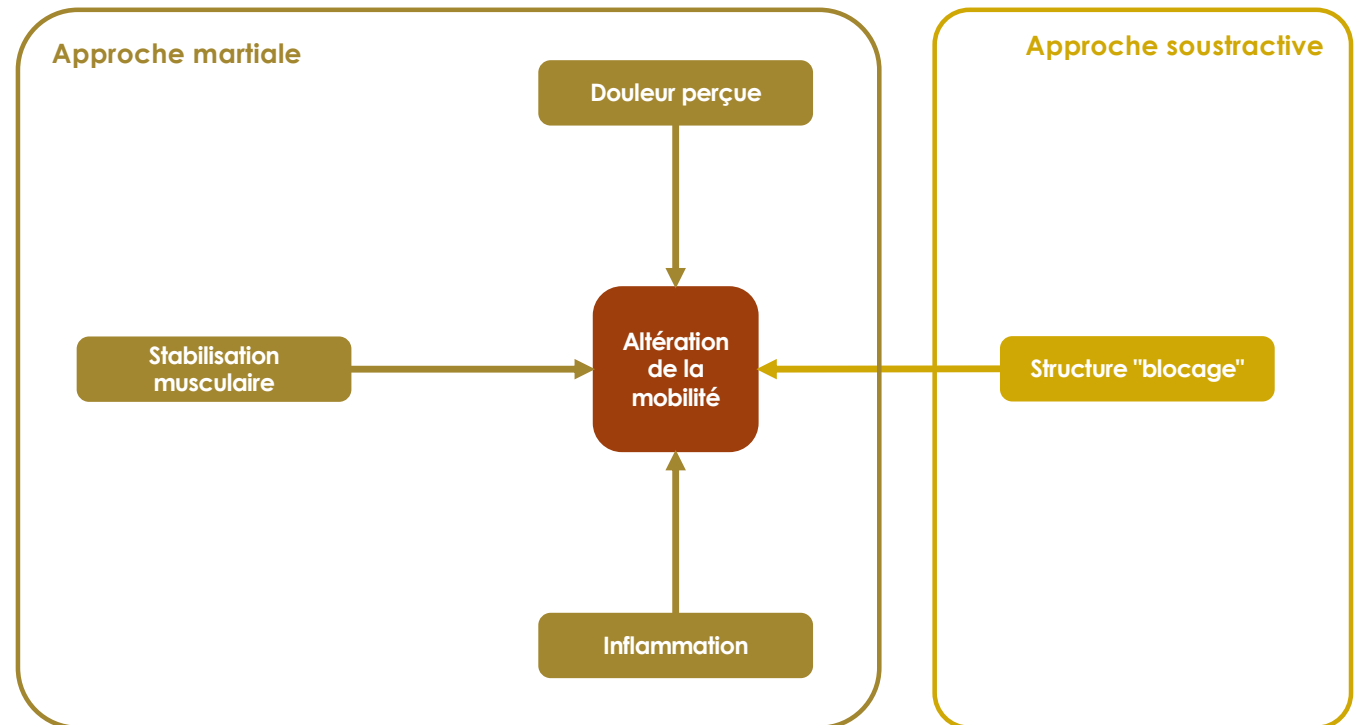 Approche martiale
Approche soustractive
Douleur perçue
Stabilisation
musculaire
Altération
de la
mobilité
Structure "blocage"
Inflammation